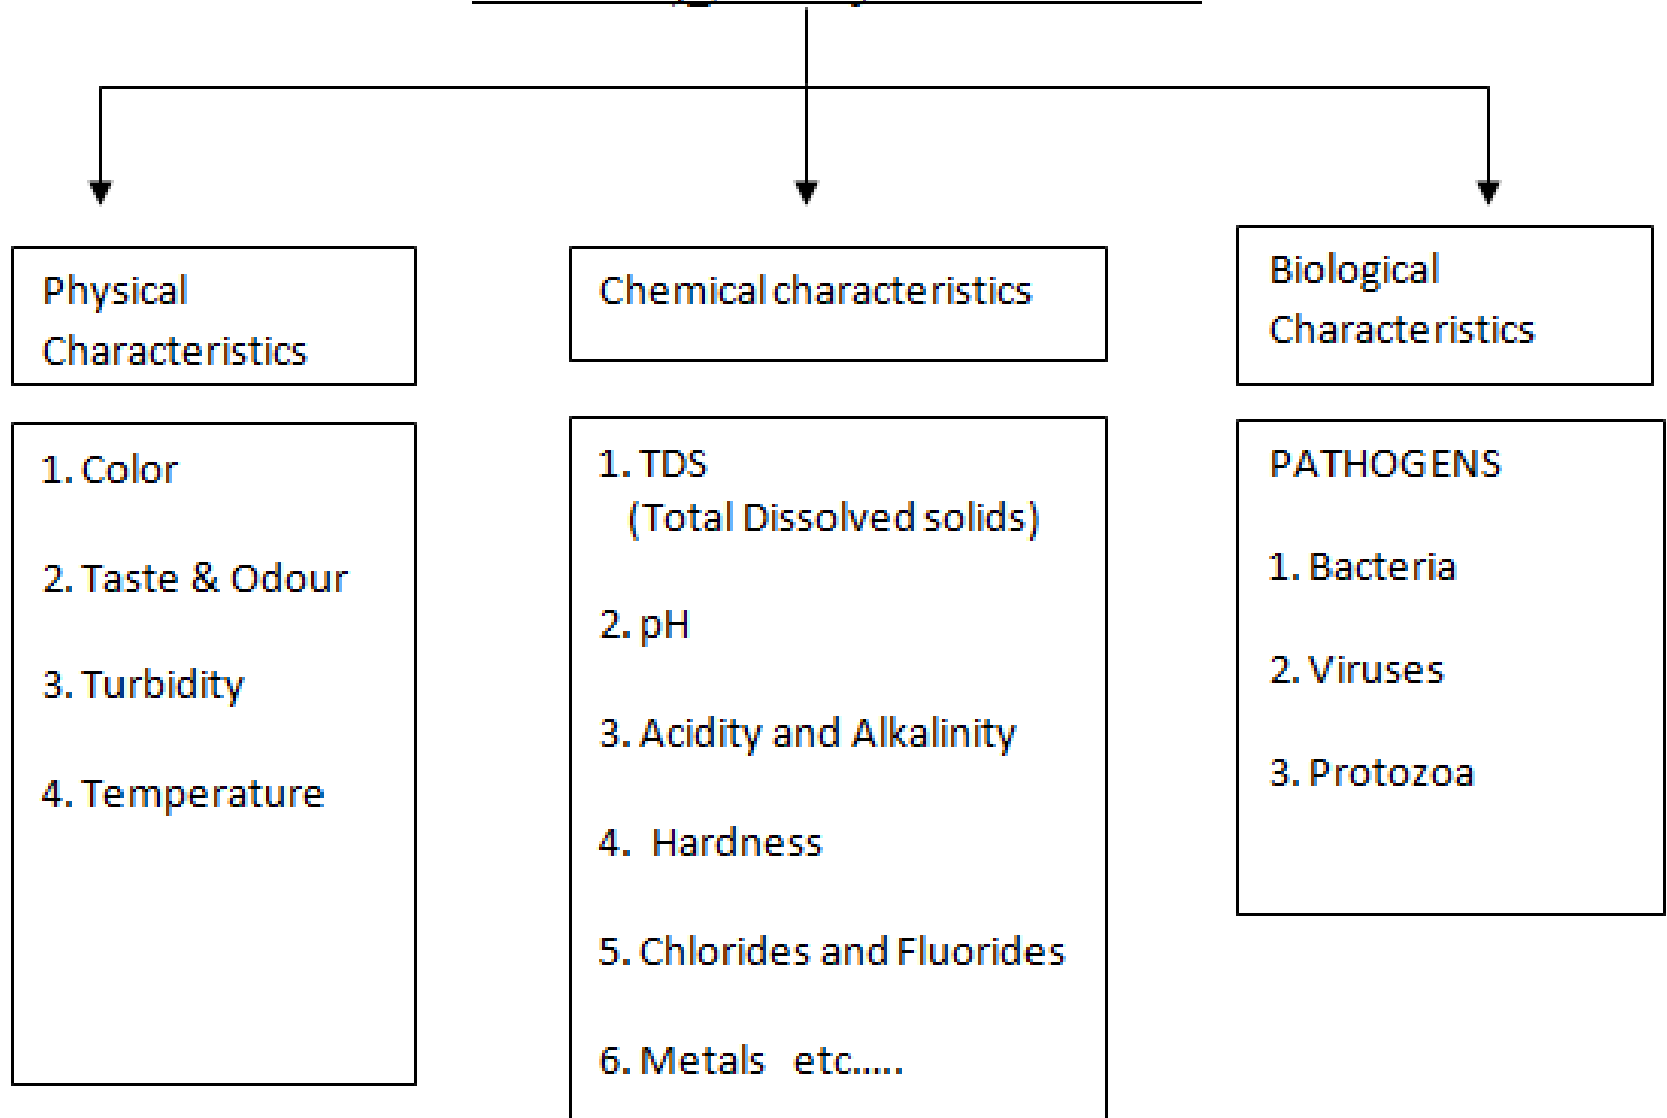 Physical
Characteristics
Chemical characteristics
Biological
Characteristics
1. Color
2. Taste & Odour
3. Turbidity
4. Temperature
1. TDS
(Total Dissolved solids)
2. pH
3. Acidity and Alkalinity
4. Hardness
5. Chlorides and Fluorides
6. Metals etc.....
PATHOGENS
1. Bacteria
2. Viruses
3. Protozoa